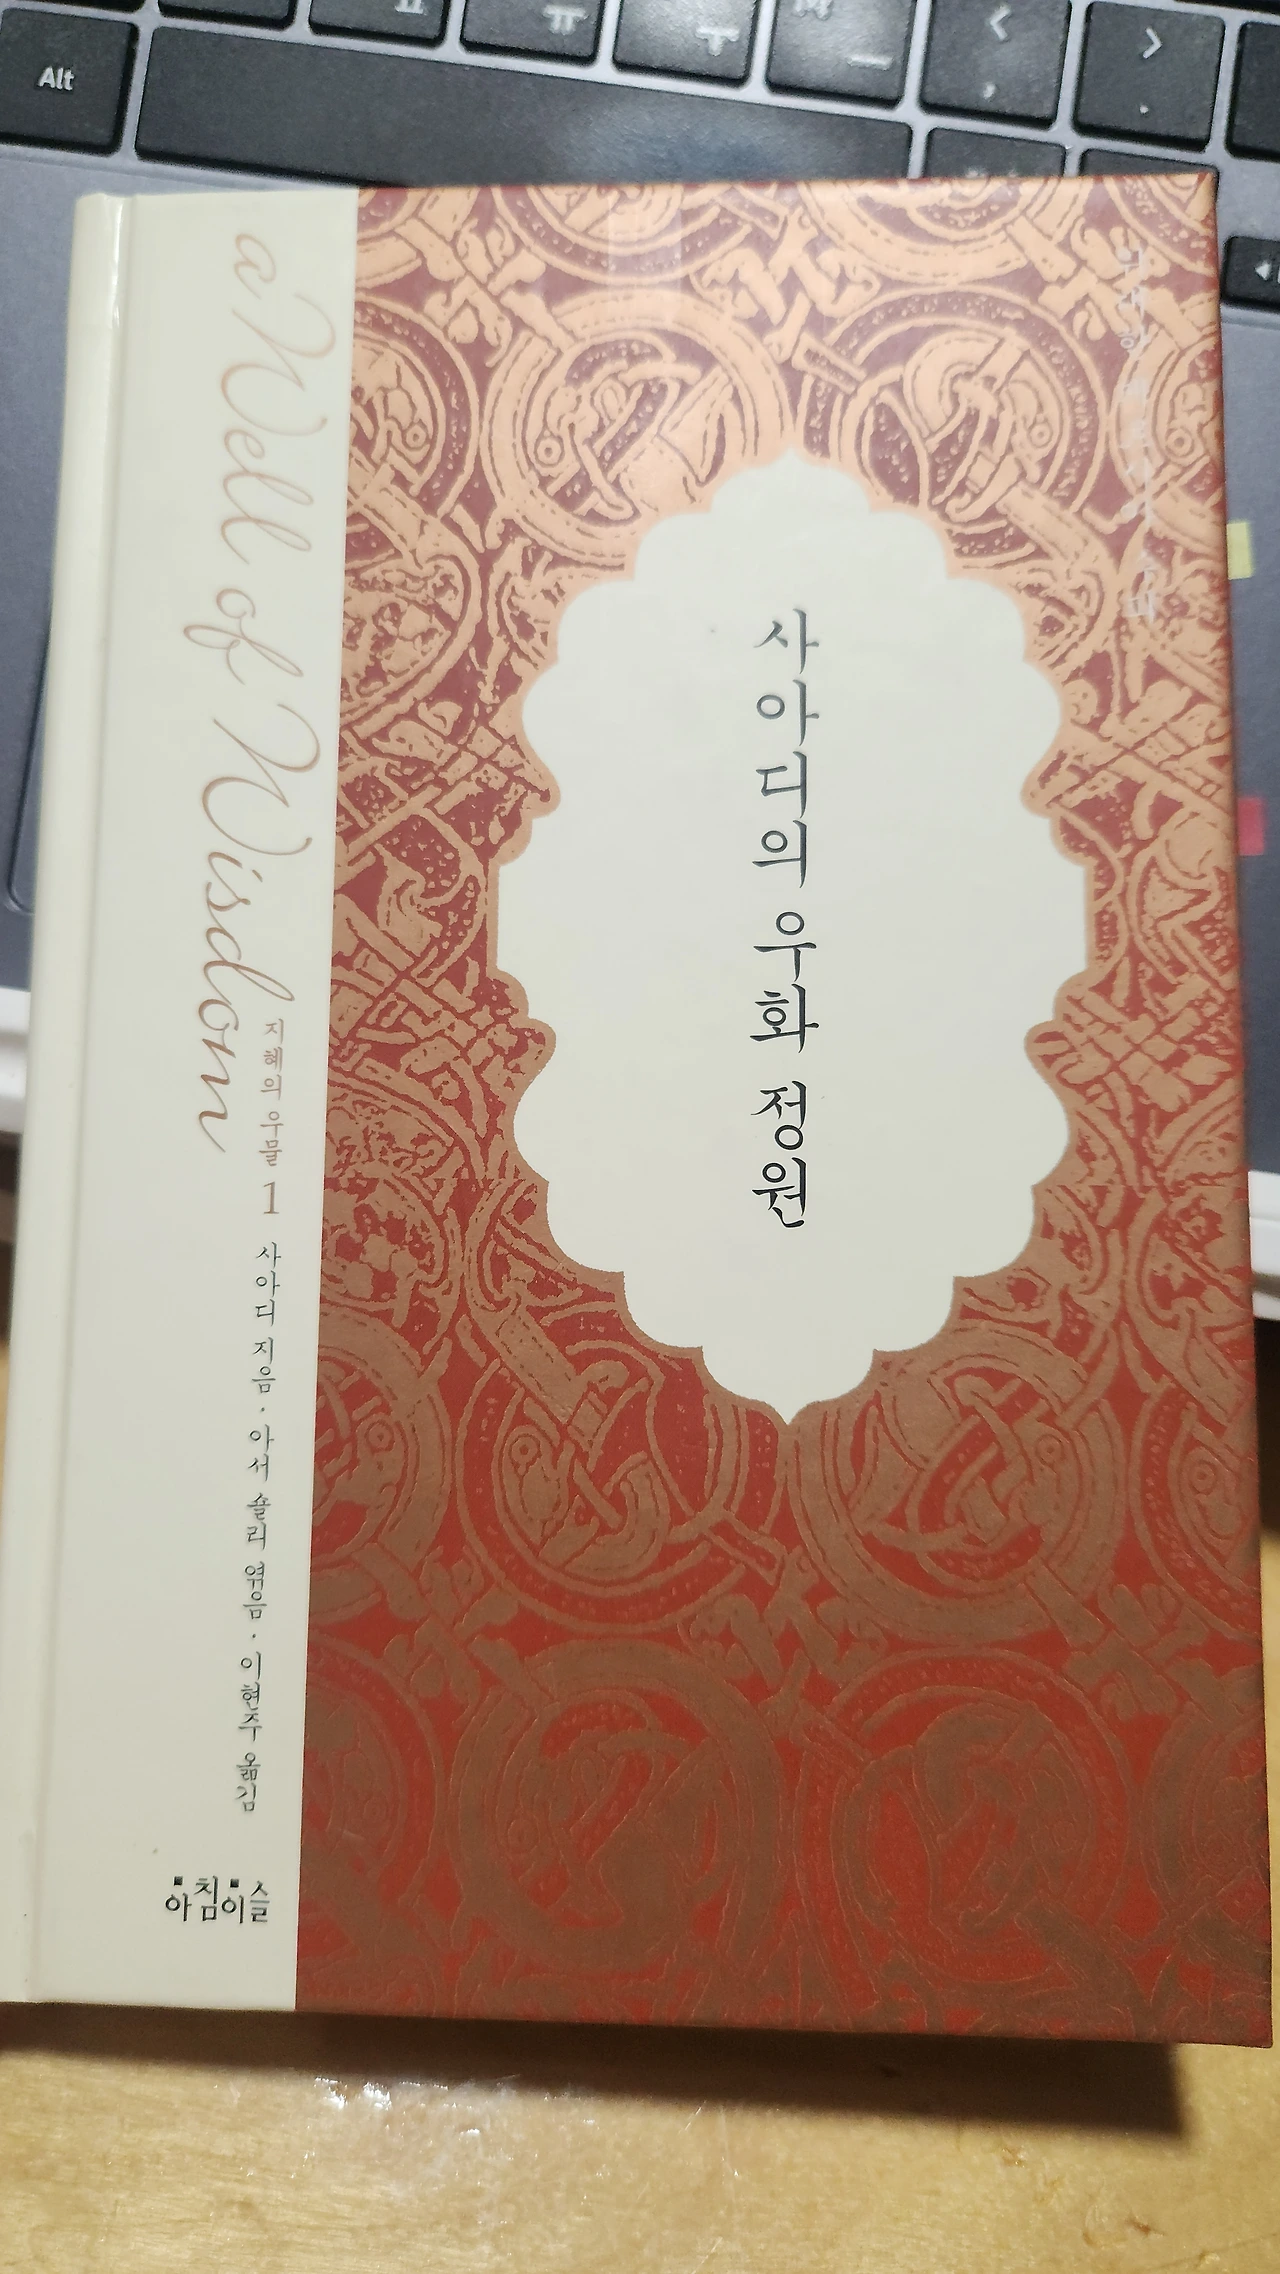 Alt
ㅛ
ㅠ
ㅜ
ㅡ
<
,
>
.
a Well of Wisdom
지혜의 우물 1 사아디 지음 · 아서 숄리 엮음 · 이현주 옮김
아침이슬
사아디의 우화 정원